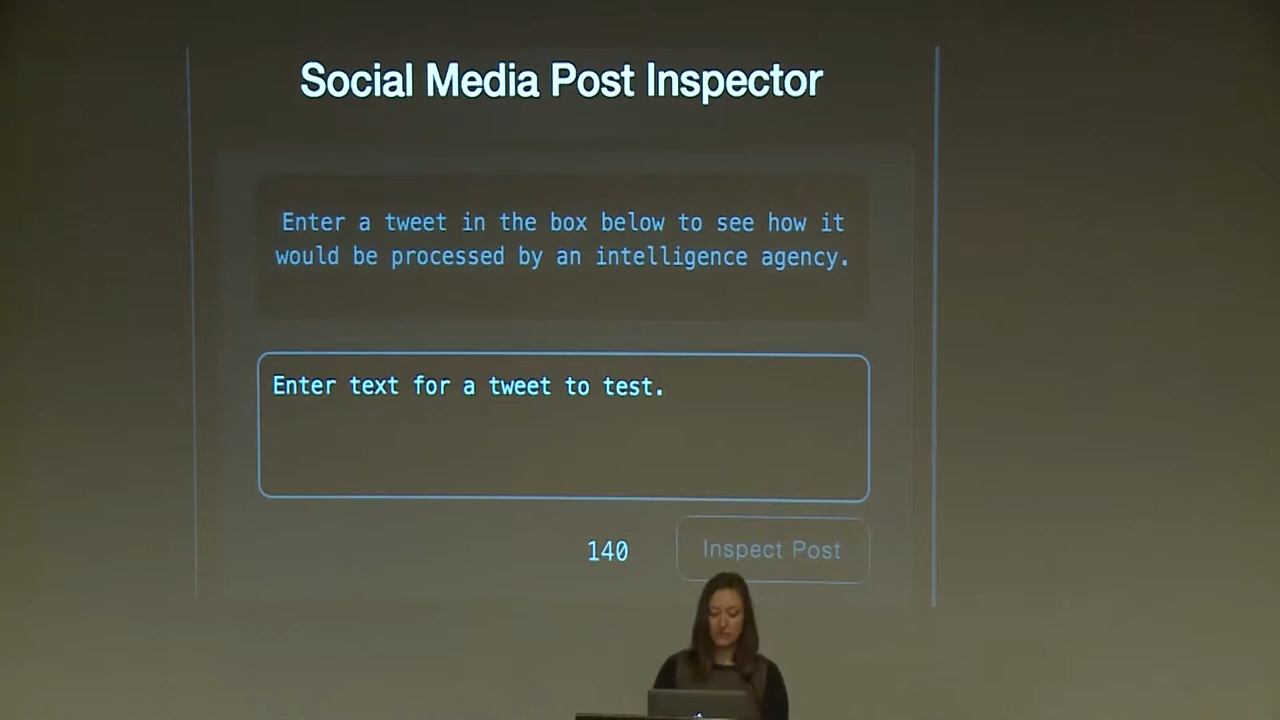 Social Media Post Inspector
Enter a tweet in the box below to see how it
would be processed by an intelligence agency.
Enter text for a tweet to test.
140
Inspect Post